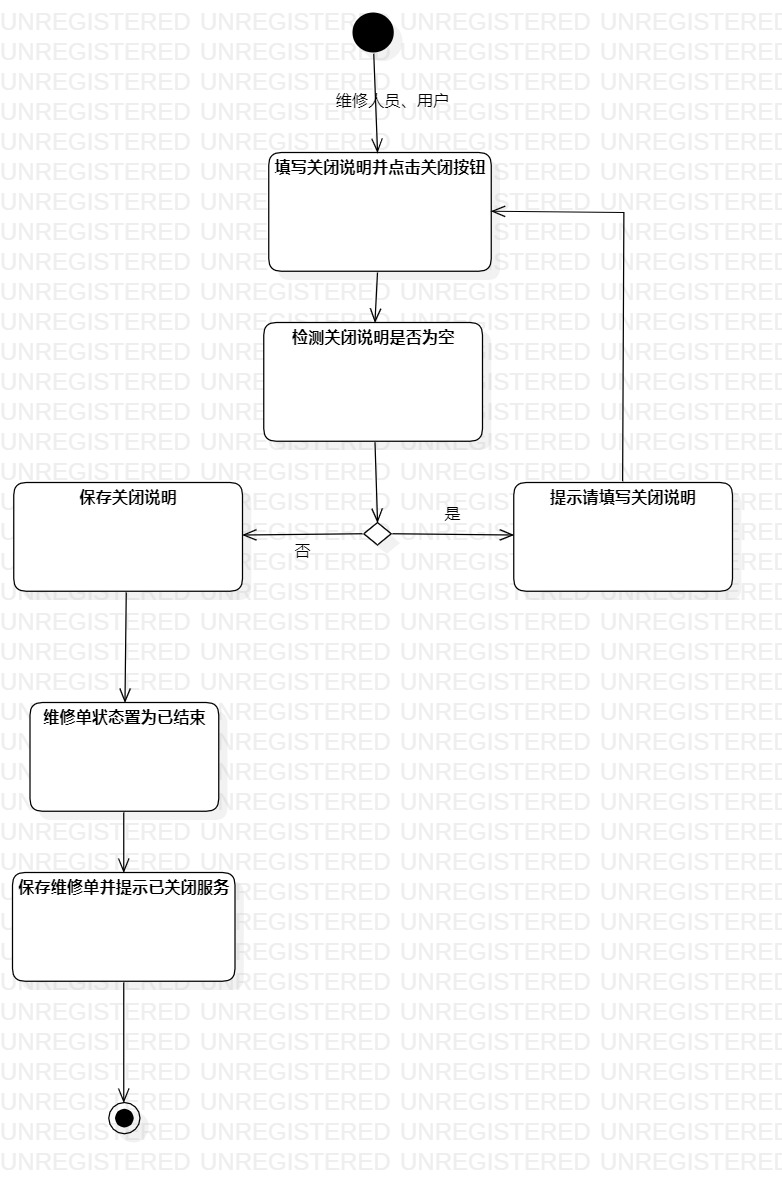 维修人员、用户
填写关闭说明并点击关闭按钮
检测关闭说明是否为空
保存关闭说明
是
提示请填写关闭说明
否
维修单状态置为已结束
保存维修单并提示已关闭服务
UNREGISTERED